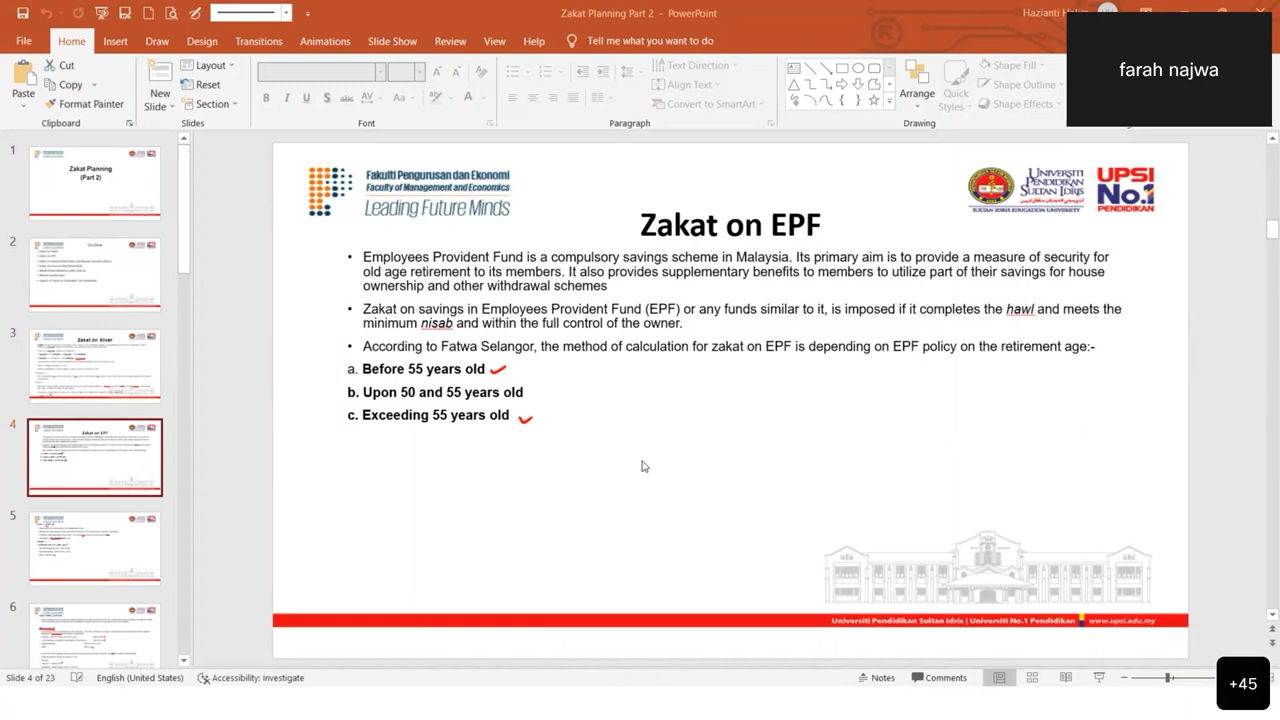 Zakat Planning Part 2 - PowerPoint
File Home Insert Draw Design Transitions Animations Slide Show Review View Help Tell me what you want to do
farah najwa
Paste
Cut
Copy
Format Painter
Clipboard
New Slide
Layout
Reset
Section
Slides
Font
Text Direction
Align Text
Convert to SmartArt
Paragraph
Arrange
Quick Styles
Shape Fill
Shape Outline
Shape Effects
Drawing
1
Zakat Planning
(Part 2)
2
3
Zakat on Silver
4
Zakat on EPF
5
6
Fakulti Pengurusan dan Ekonomi
Faculty of Management and Economics
Leading Future Minds
UNIVERSITI
PENDIDIKAN
SULTAN IDRIS
SULTAN IDRIS EDUCATION UNIVERSITY
UPSI
No.1
PENDIDIKAN
Zakat on EPF
• Employees Provident Fund is a compulsory savings scheme in Malaysia. Its primary aim is to provide a measure of security for
old age retirement to its members. It also provides supplementary benefits to members to utilize part of their savings for house
ownership and other withdrawal schemes
• Zakat on savings in Employees Provident Fund (EPF) or any funds similar to it, is imposed if it completes the hawl and meets the
minimum nisab and within the full control of the owner.
• According to Fatwa Selangor, the method of calculation for zakat on EPF is depending on EPF policy on the retirement age:-
a. Before 55 years old
b. Upon 50 and 55 years old
c. Exceeding 55 years old
Universiti Pendidikan Sultan Idris | Universiti No.1 Pendidikan www.upsi.edu.my
Slide 4 of 23 English (United States) Accessibility: Investigate Notes Comments
+45